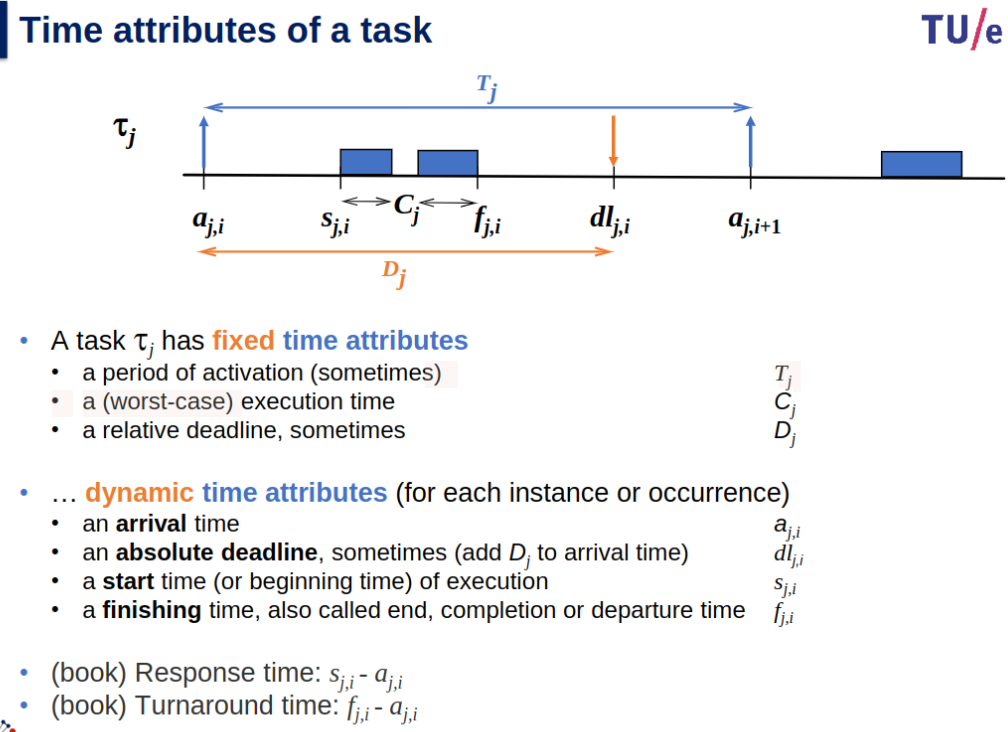 Time attributes of a task
TU/e
T_j
τ_j
a_{j,i} s_{j,i} C_j f_{j,i} dl_{j,i} a_{j,i+1}
D_j
• A task τ_j has fixed time attributes
• a period of activation (sometimes) T_j
• a (worst-case) execution time C_j
• a relative deadline, sometimes D_j
• … dynamic time attributes (for each instance or occurrence)
• an arrival time a_{j,i}
• an absolute deadline, sometimes (add D_j to arrival time) dl_{j,i}
• a start time (or beginning time) of execution s_{j,i}
• a finishing time, also called end, completion or departure time f_{j,i}
• (book) Response time: s_{j,i} - a_{j,i}
• (book) Turnaround time: f_{j,i} - a_{j,i}